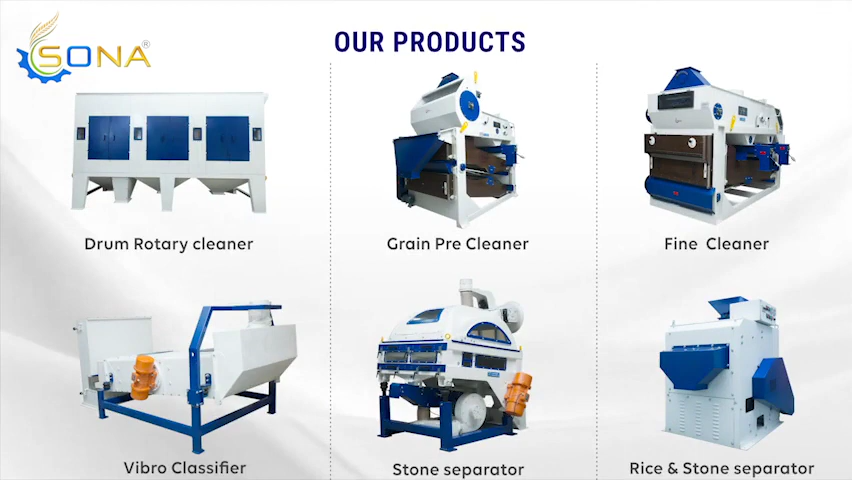 SONA®
OUR PRODUCTS
Drum Rotary cleaner
Grain Pre Cleaner
Fine Cleaner
Vibro Classifier
Stone separator
Rice & Stone separator